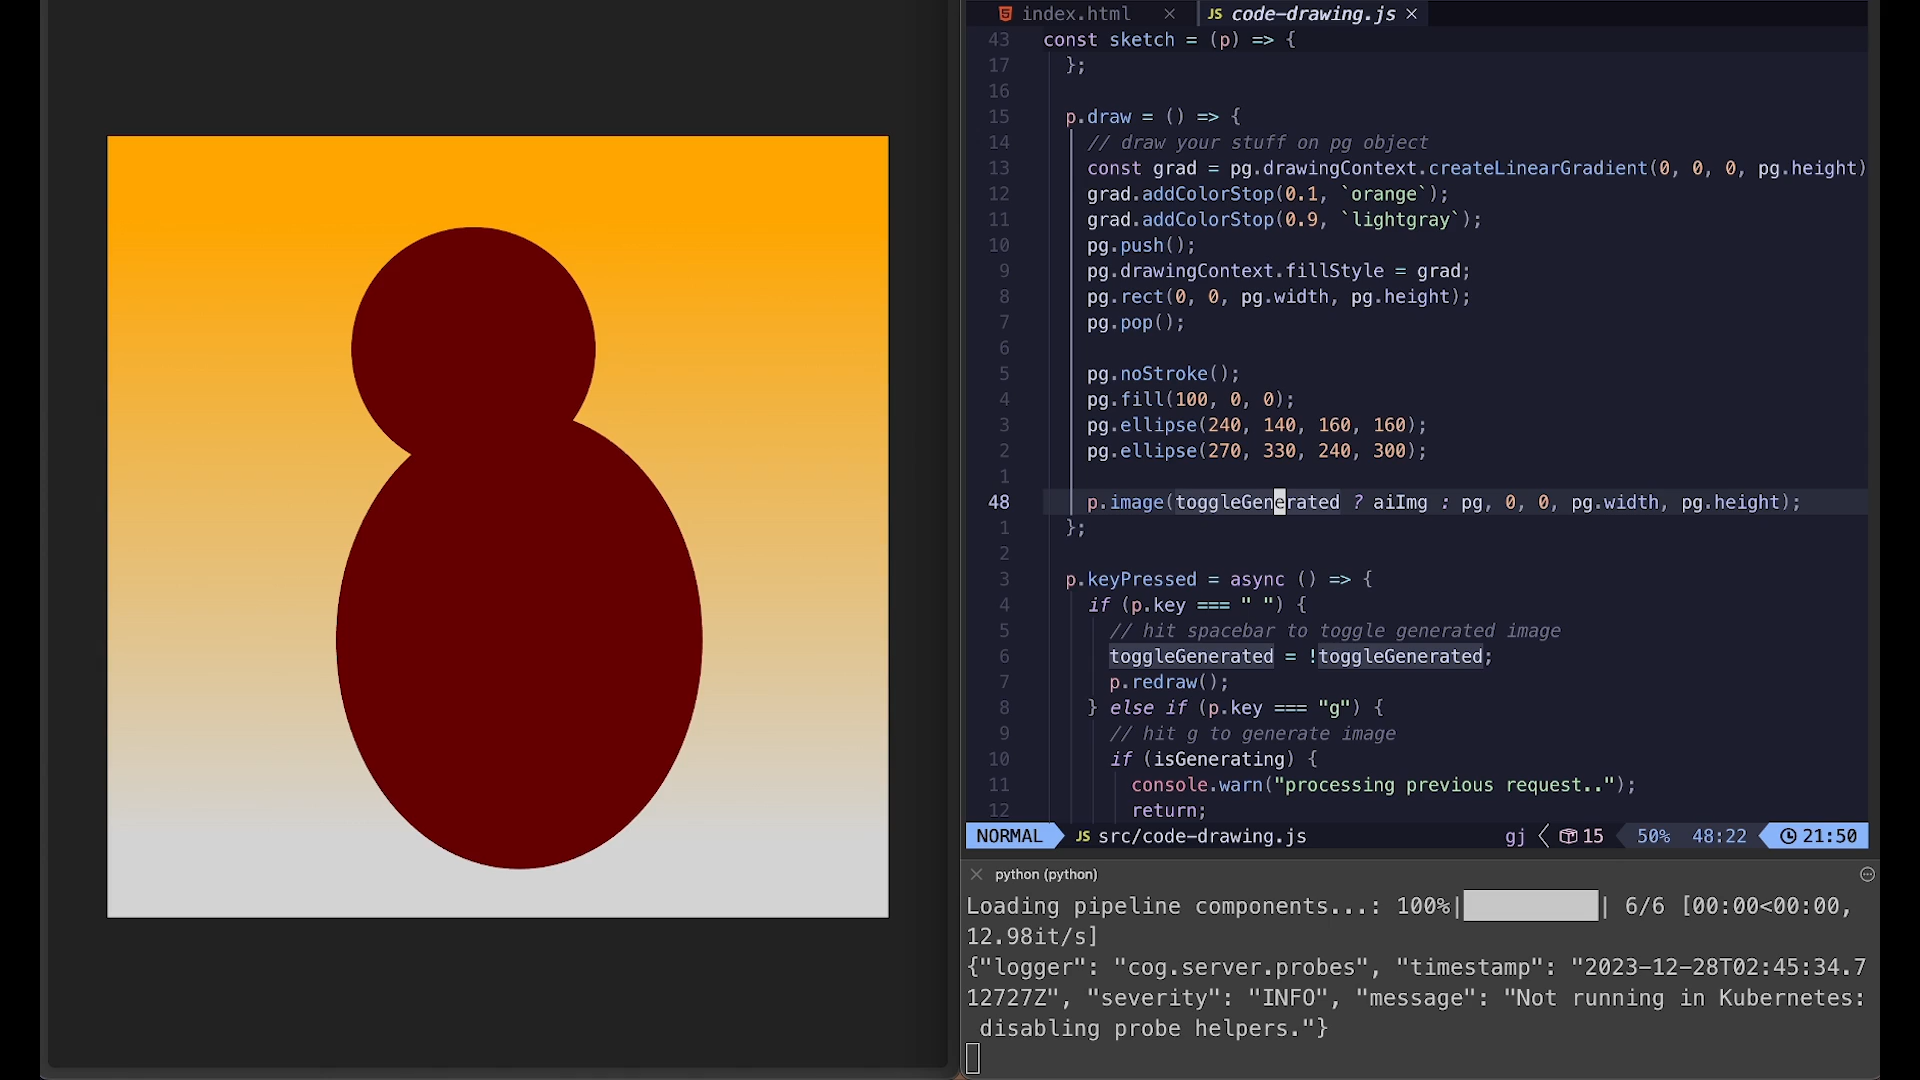 index.html × JS code-drawing.js ×
43 const sketch = (p) => {
17 };
16
15 p.draw = () => {
14 // draw your stuff on pg object
13 const grad = pg.drawingContext.createLinearGradient(0, 0, 0, pg.height)
12 grad.addColorStop(0.1, `orange`);
11 grad.addColorStop(0.9, `lightgray`);
10 pg.push();
9 pg.drawingContext.fillStyle = grad;
8 pg.rect(0, 0, pg.width, pg.height);
7 pg.pop();
6
5 pg.noStroke();
4 pg.fill(100, 0, 0);
3 pg.ellipse(240, 140, 160, 160);
2 pg.ellipse(270, 330, 240, 300);
1
48 p.image(toggleGenerated ? aiImg : pg, 0, 0, pg.width, pg.height);
1 };
2
3 p.keyPressed = async () => {
4 if (p.key === " ") {
5 // hit spacebar to toggle generated image
6 toggleGenerated = !toggleGenerated;
7 p.redraw();
8 } else if (p.key === "g") {
9 // hit g to generate image
10 if (isGenerating) {
11 console.warn("processing previous request..");
12 return;
NORMAL JS src/code-drawing.js gj 15 50% 48:22 21:50
python (python)
Loading pipeline components...: 100%| | 6/6 [00:00<00:00,
12.98it/s]
{"logger": "cog.server.probes", "timestamp": "2023-12-28T02:45:34.7
12727Z", "severity": "INFO", "message": "Not running in Kubernetes:
disabling probe helpers."}